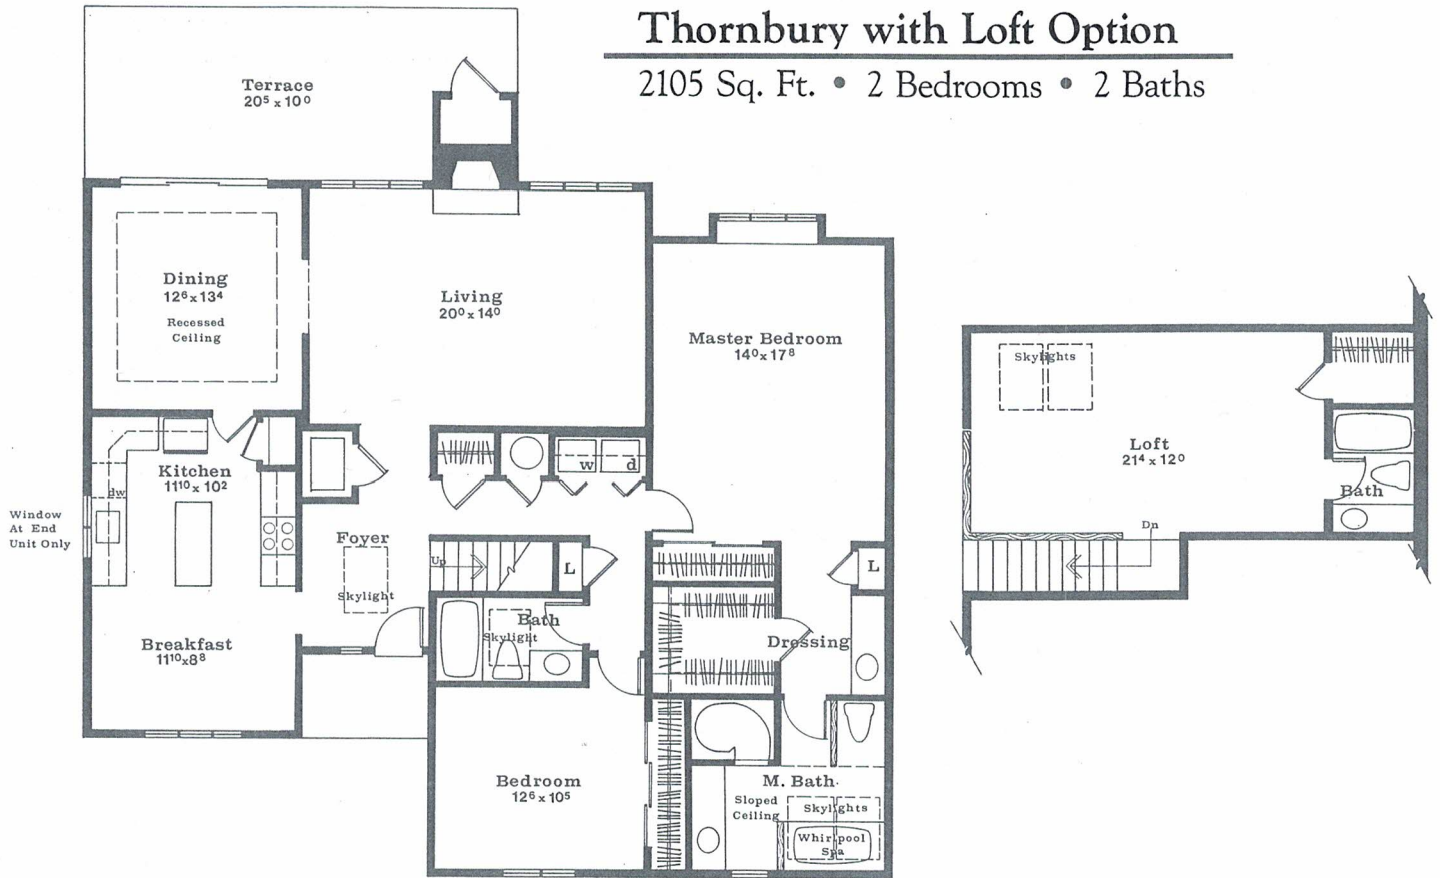 Thornbury with Loft Option
2105 Sq. Ft. • 2 Bedrooms • 2 Baths
Terrace
20⁵ x 10⁰
Dining
12⁶ x 13⁴
Recessed
Ceiling
Living
20⁰ x 14⁰
Master Bedroom
14⁰ x 17⁸
Kitchen
11¹⁰ x 10²
dw
w
d
Window
At End
Unit Only
Foyer
Skylight
Up
L
L
Bath
Skylight
Breakfast
11¹⁰ x 8⁸
Dressing
Bedroom
12⁶ x 10⁵
M. Bath
Sloped
Ceiling
Skylights
Whirlpool
Spa
Skylights
Loft
21⁴ x 12⁰
Bath
Dn